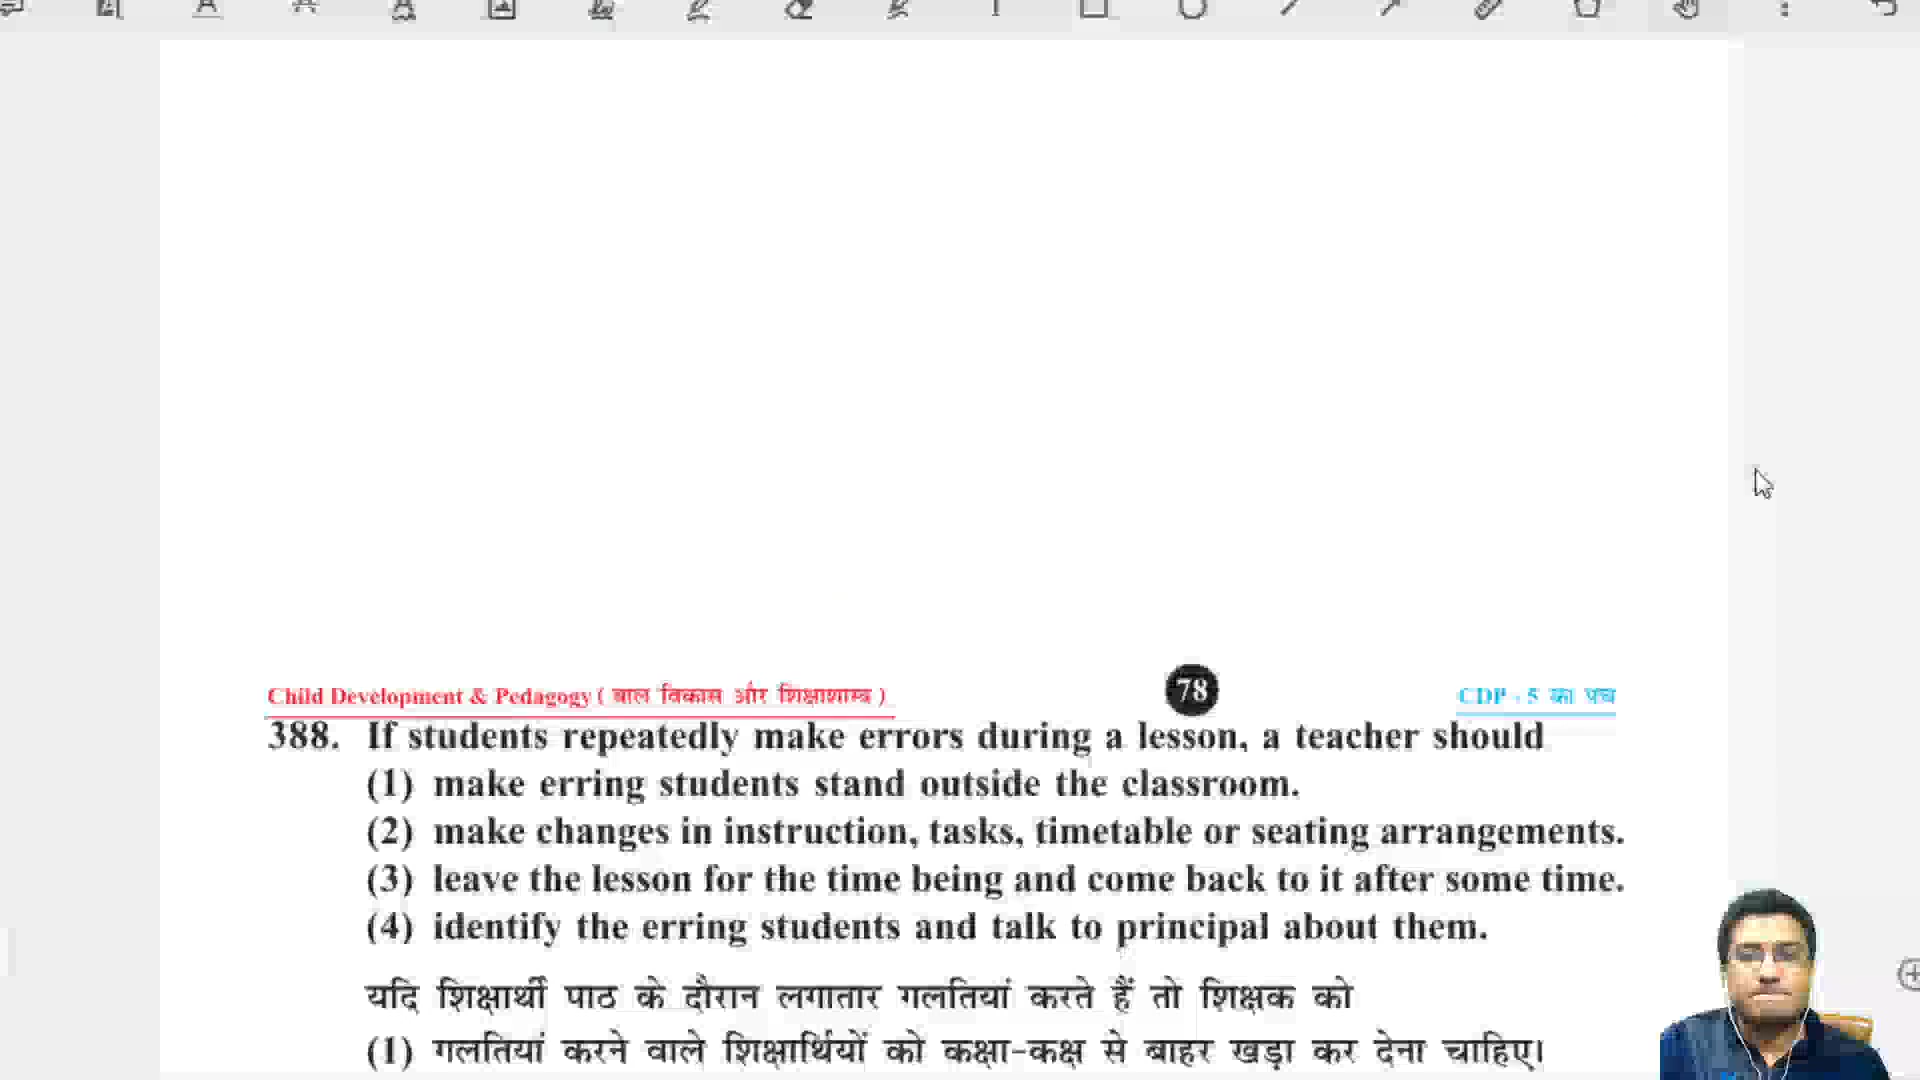 Child Development & Pedagogy ( बाल विकास और शिक्षाशास्त्र )
78
CDP - 5 का पंच
388. If students repeatedly make errors during a lesson, a teacher should
(1) make erring students stand outside the classroom.
(2) make changes in instruction, tasks, timetable or seating arrangements.
(3) leave the lesson for the time being and come back to it after some time.
(4) identify the erring students and talk to principal about them.
यदि शिक्षार्थी पाठ के दौरान लगातार गलतियां करते हैं तो शिक्षक को
(1) गलतियां करने वाले शिक्षार्थियों को कक्षा-कक्ष से बाहर खड़ा कर देना चाहिए।